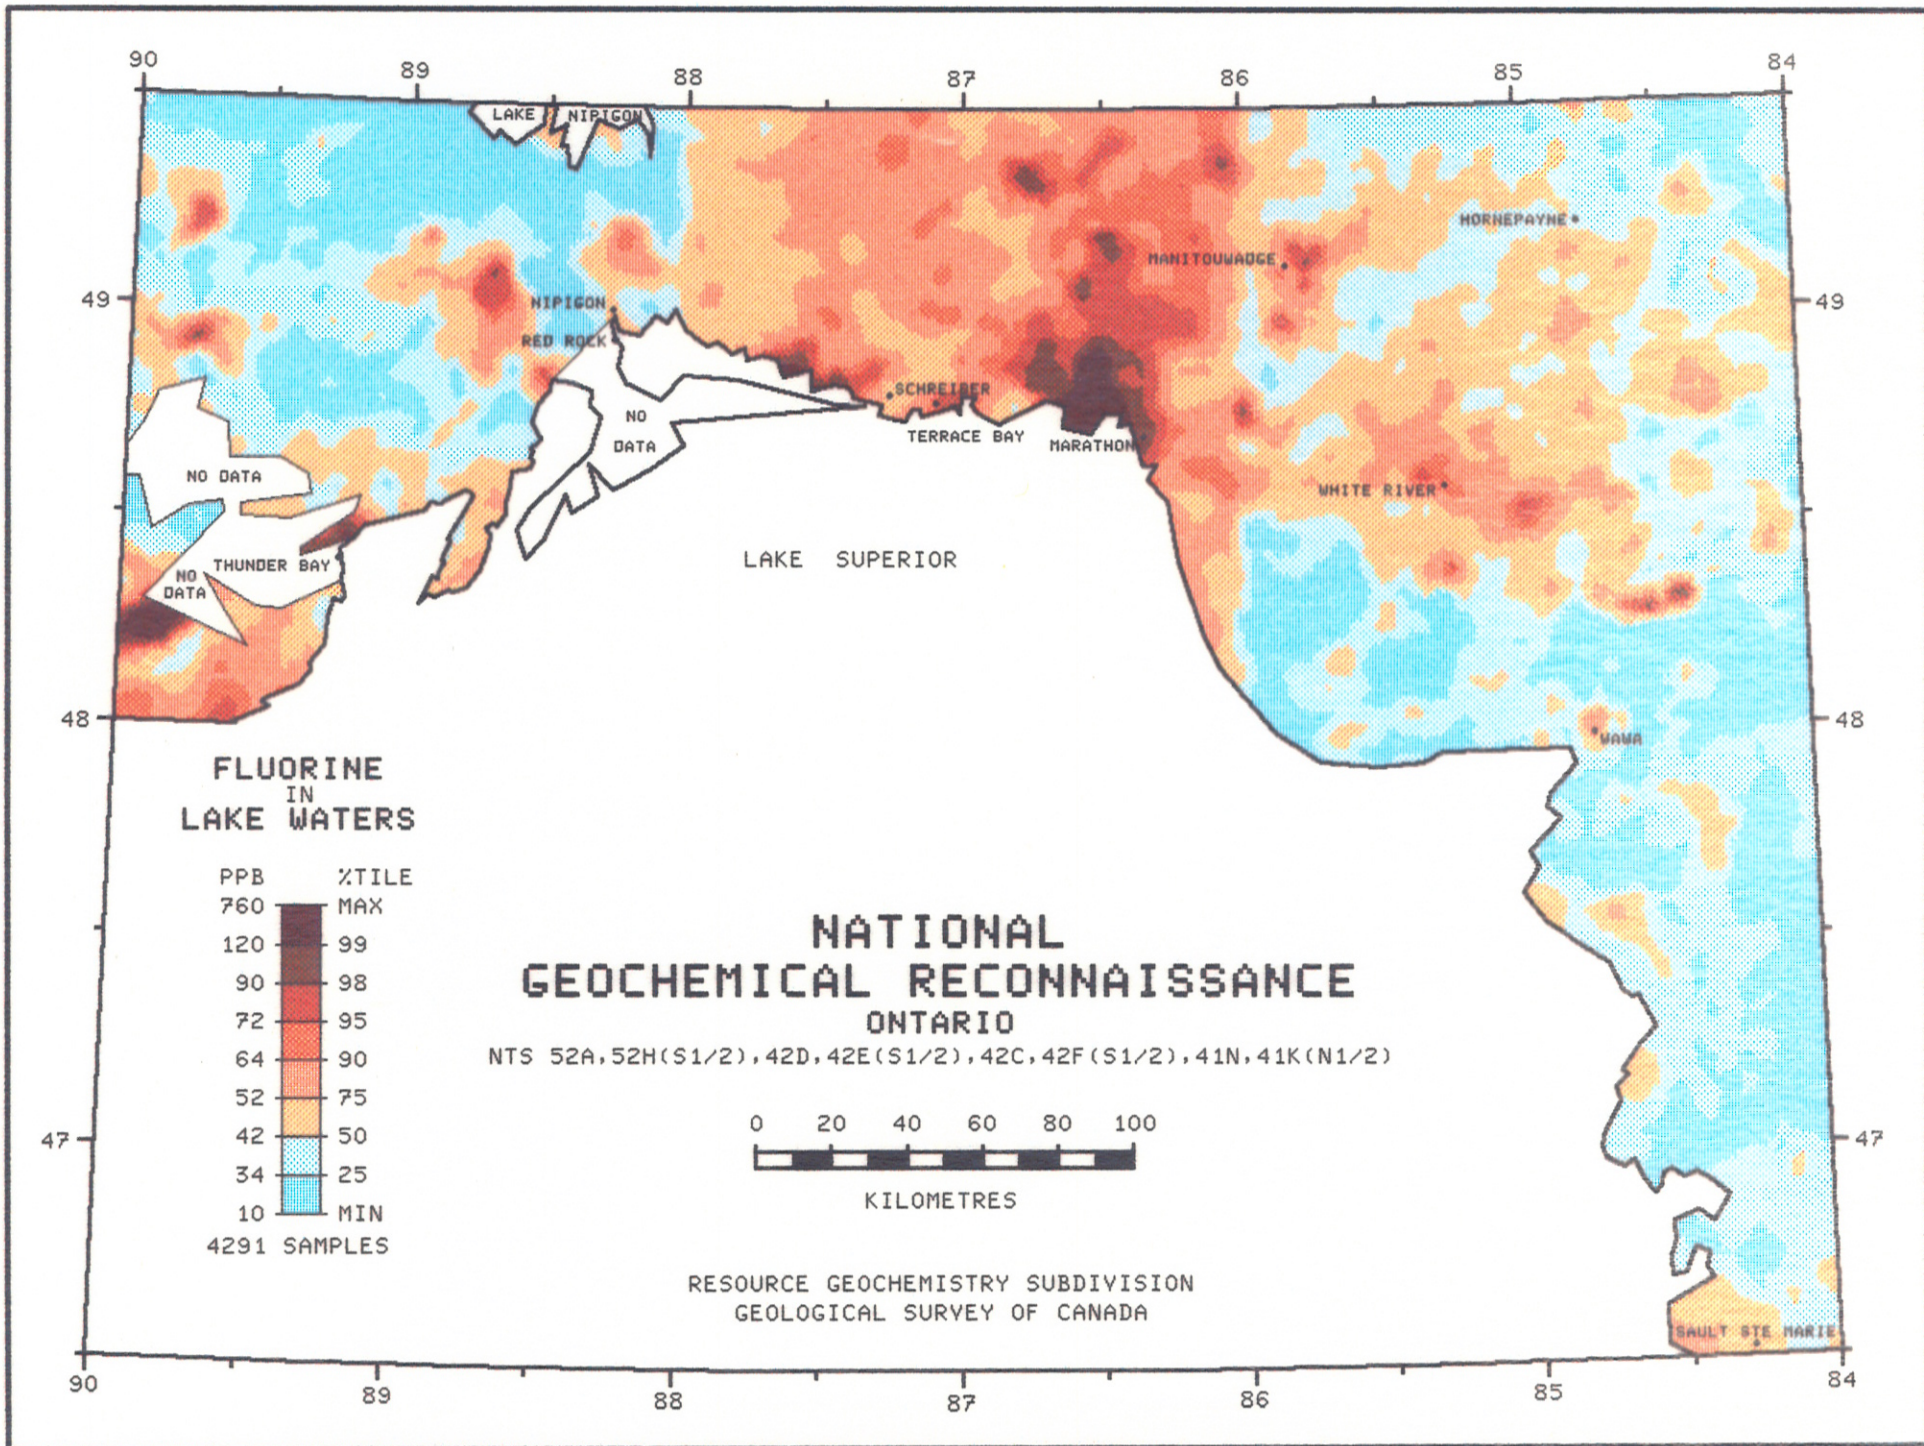 90
89
88
87
86
85
84
LAKE NIPIGON
HORNEPAYNE
MANITOUWADGE
49
49
NIPIGON
RED ROCK
SCHREIBER
NO
DATA
TERRACE BAY
MARATHON
NO DATA
WHITE RIVER
LAKE SUPERIOR
THUNDER BAY
NO
DATA
48
48
WAWA
FLUORINE
IN
LAKE WATERS
PPB %TILE
760 MAX
120 99
90 98
72 95
64 90
52 75
42 50
34 25
10 MIN
4291 SAMPLES
NATIONAL
GEOCHEMICAL RECONNAISSANCE
ONTARIO
NTS 52A,52H(S1/2),42D,42E(S1/2),42C,42F(S1/2),41N,41K(N1/2)
0 20 40 60 80 100
KILOMETRES
47
47
RESOURCE GEOCHEMISTRY SUBDIVISION
GEOLOGICAL SURVEY OF CANADA
SAULT STE MARIE
90
89
88
87
86
85
84